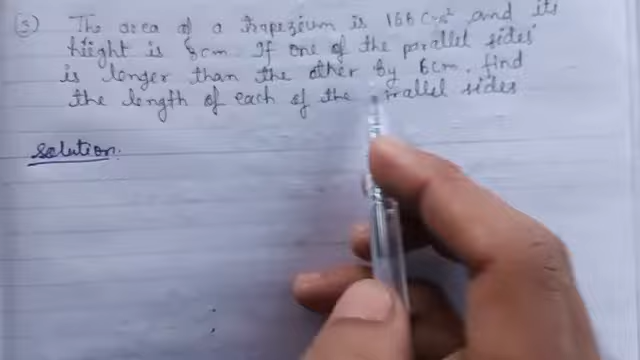 (5) The area of a trapezium is 168 cm² and its
height is 8cm. If one of the parallel sides
is longer than the other by 6cm, find
the length of each of the parallel sides
solution.